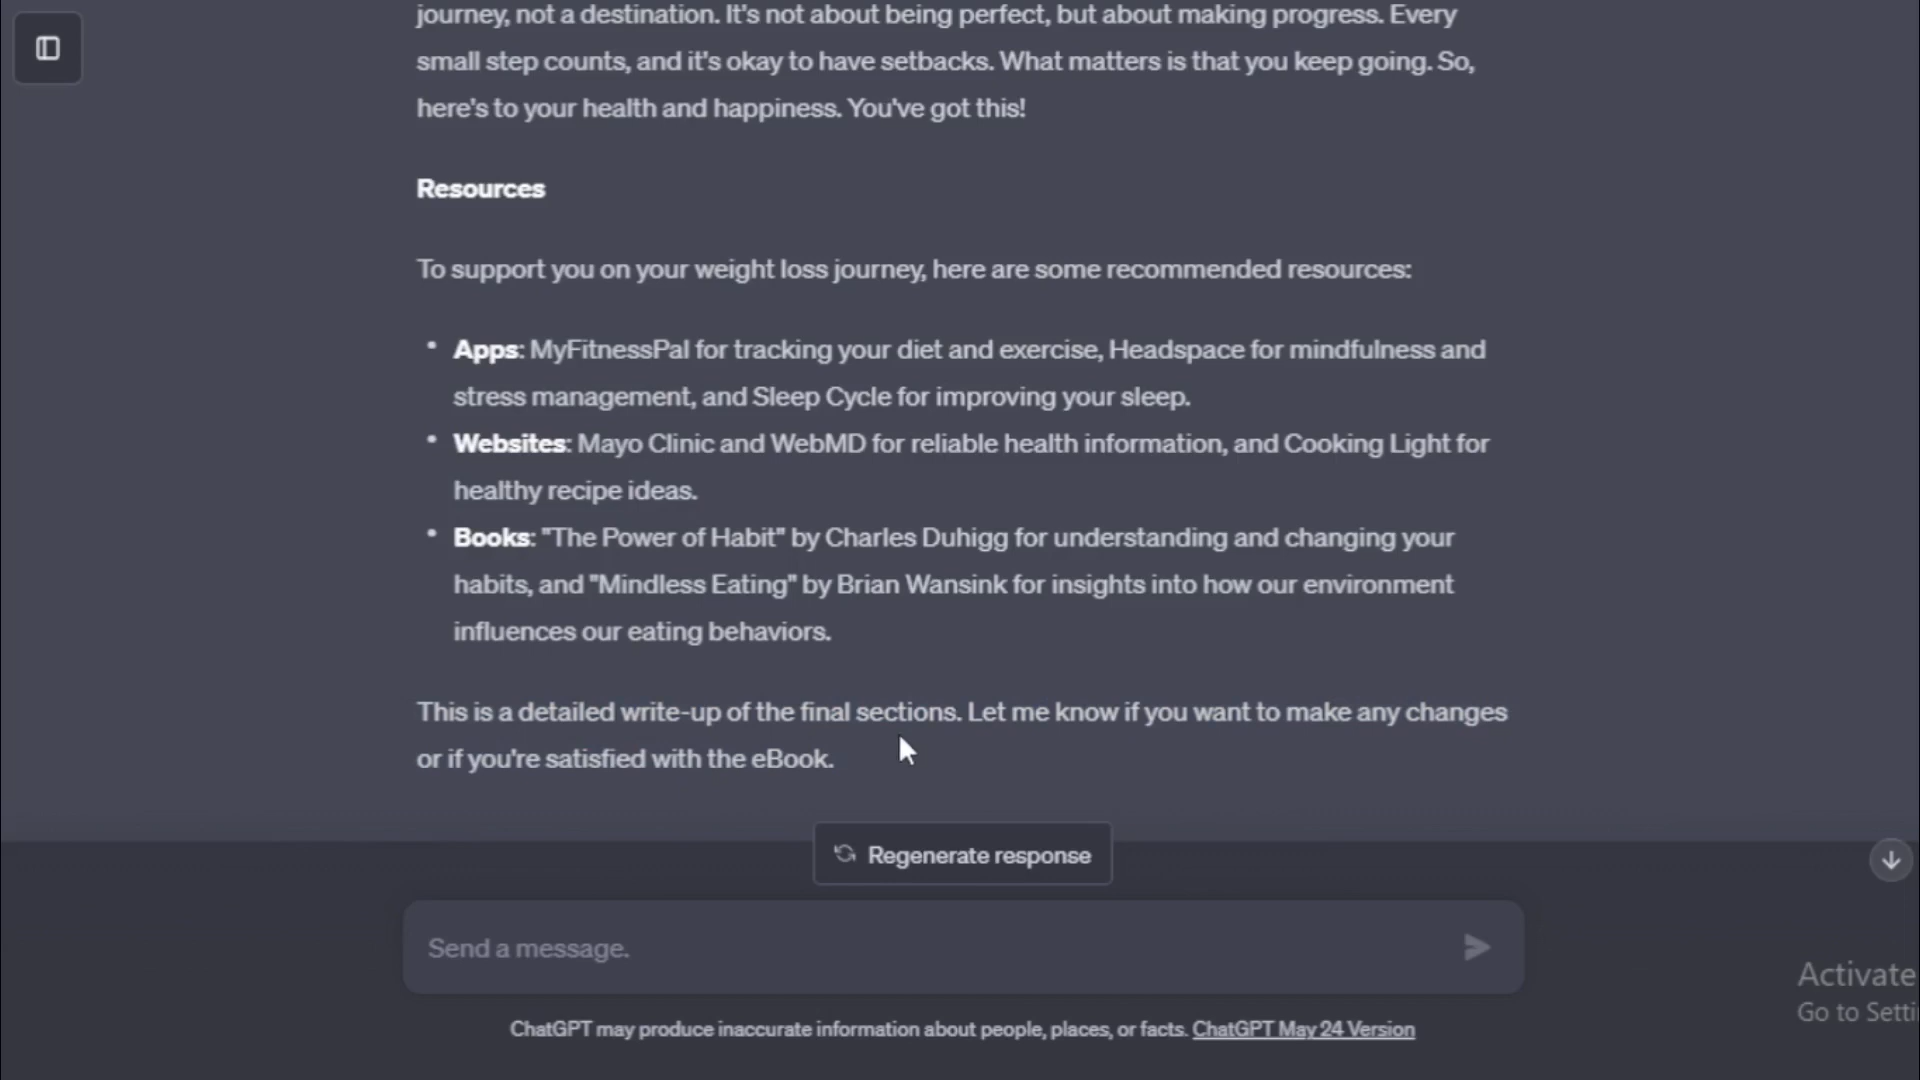 journey, not a destination. It's not about being perfect, but about making progress. Every
small step counts, and it's okay to have setbacks. What matters is that you keep going. So,
here's to your health and happiness. You've got this!
Resources
To support you on your weight loss journey, here are some recommended resources:
• Apps: MyFitnessPal for tracking your diet and exercise, Headspace for mindfulness and
stress management, and Sleep Cycle for improving your sleep.
• Websites: Mayo Clinic and WebMD for reliable health information, and Cooking Light for
healthy recipe ideas.
• Books: "The Power of Habit" by Charles Duhigg for understanding and changing your
habits, and "Mindless Eating" by Brian Wansink for insights into how our environment
influences our eating behaviors.
This is a detailed write-up of the final sections. Let me know if you want to make any changes
or if you're satisfied with the eBook.
Regenerate response
Send a message.
Activate
Go to Setti
ChatGPT may produce inaccurate information about people, places, or facts. ChatGPT May 24 Version